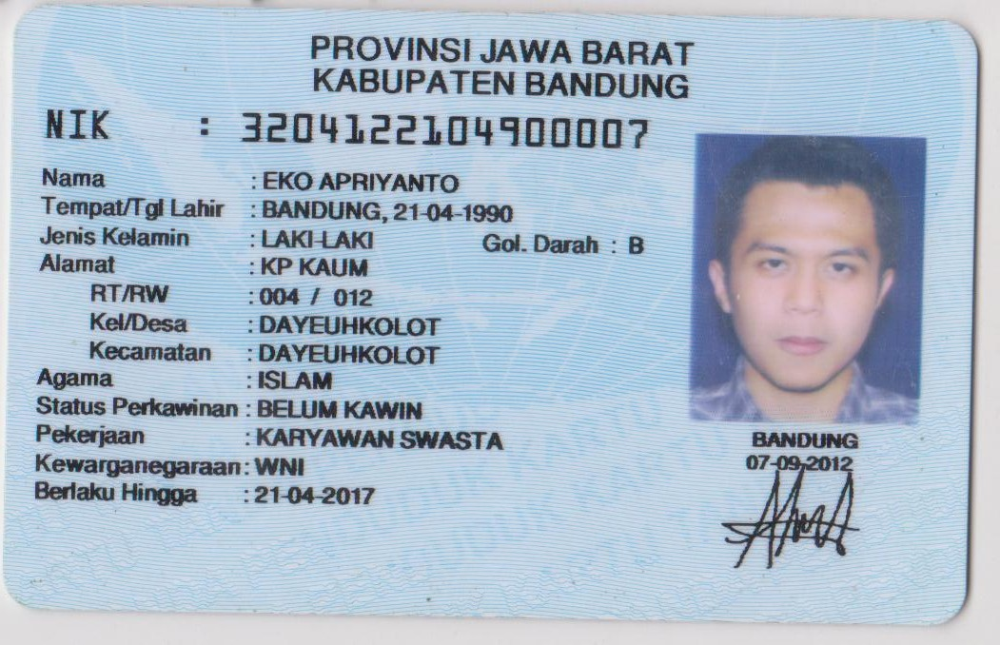 PROVINSI JAWA BARAT
KABUPATEN BANDUNG
NIK : 3204122104900007
Nama : EKO APRIYANTO
Tempat/Tgl Lahir : BANDUNG, 21-04-1990
Jenis Kelamin : LAKI-LAKI Gol. Darah : B
Alamat : KP KAUM
RT/RW : 004 / 012
Kel/Desa : DAYEUHKOLOT
Kecamatan : DAYEUHKOLOT
Agama : ISLAM
Status Perkawinan : BELUM KAWIN
Pekerjaan : KARYAWAN SWASTA
Kewarganegaraan : WNI
Berlaku Hingga : 21-04-2017
BANDUNG
07-09-2012